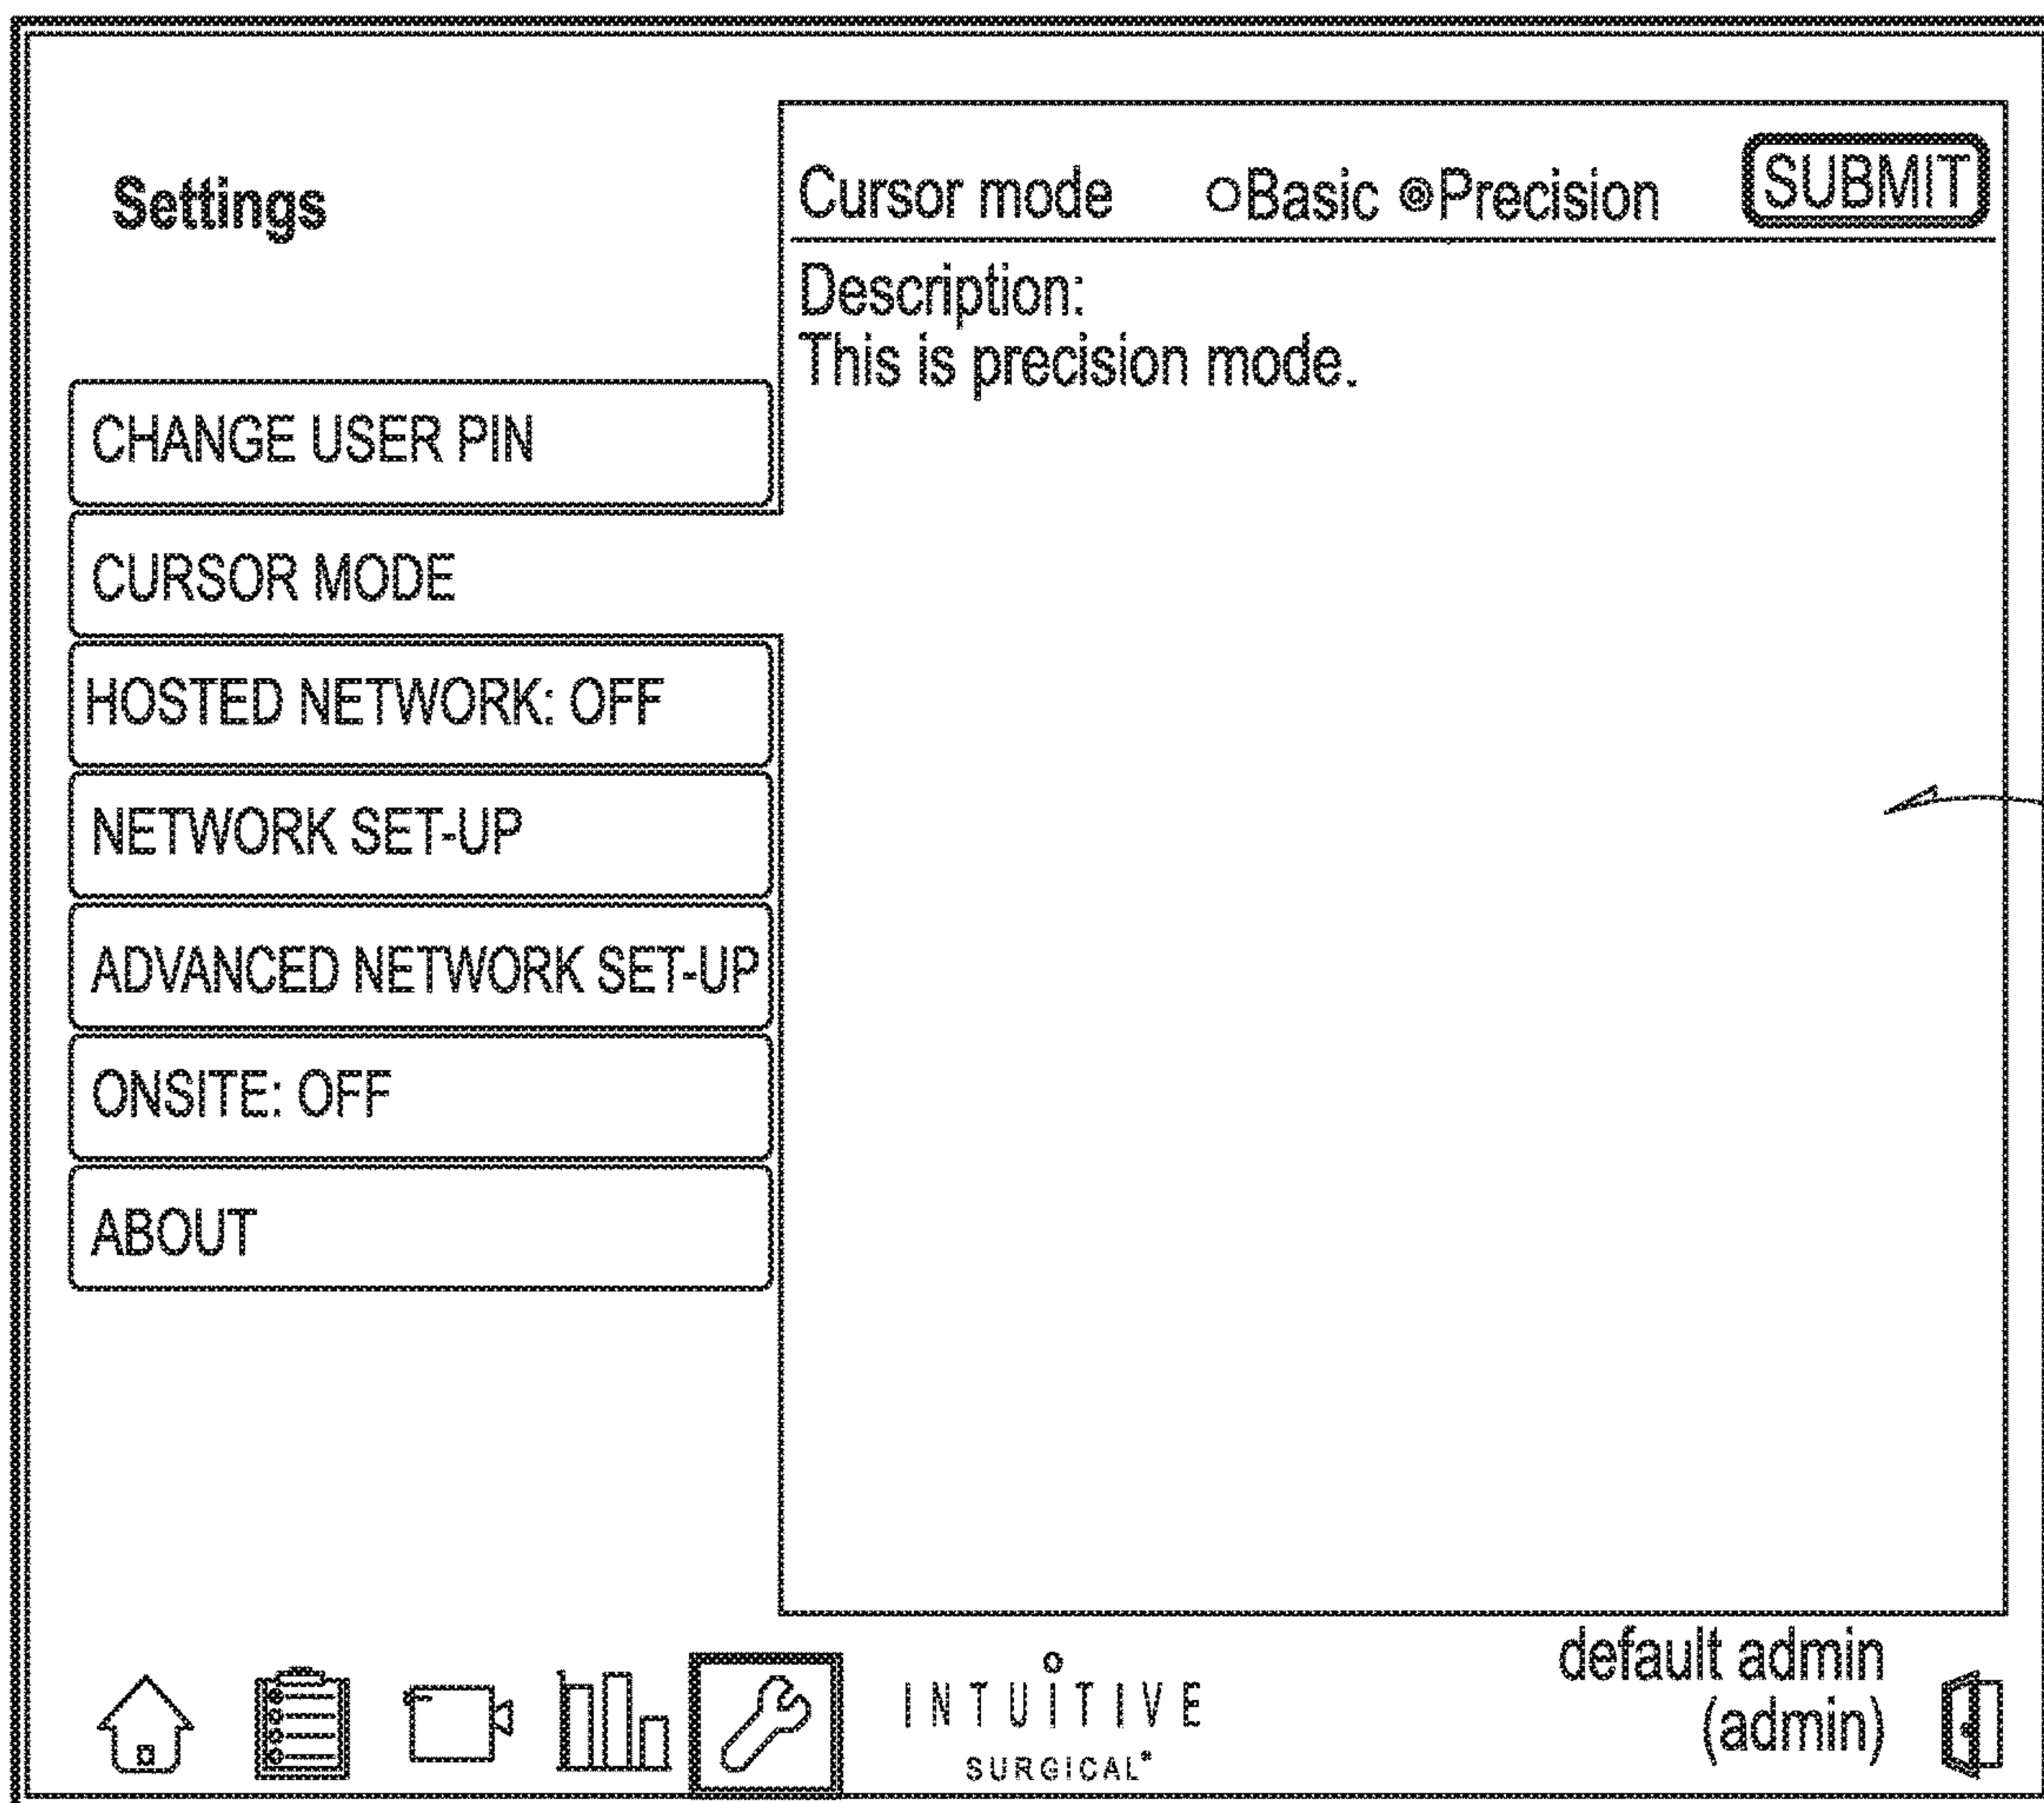 Settings
CHANGE USER PIN
CURSOR MODE
HOSTED NETWORK: OFF
NETWORK SET-UP
ADVANCED NETWORK SET-UP
ONSITE: OFF
ABOUT
Cursor mode Basic Precision SUBMIT
Description:
This is precision mode.
INTUITIVE
SURGICAL®
default admin
(admin)